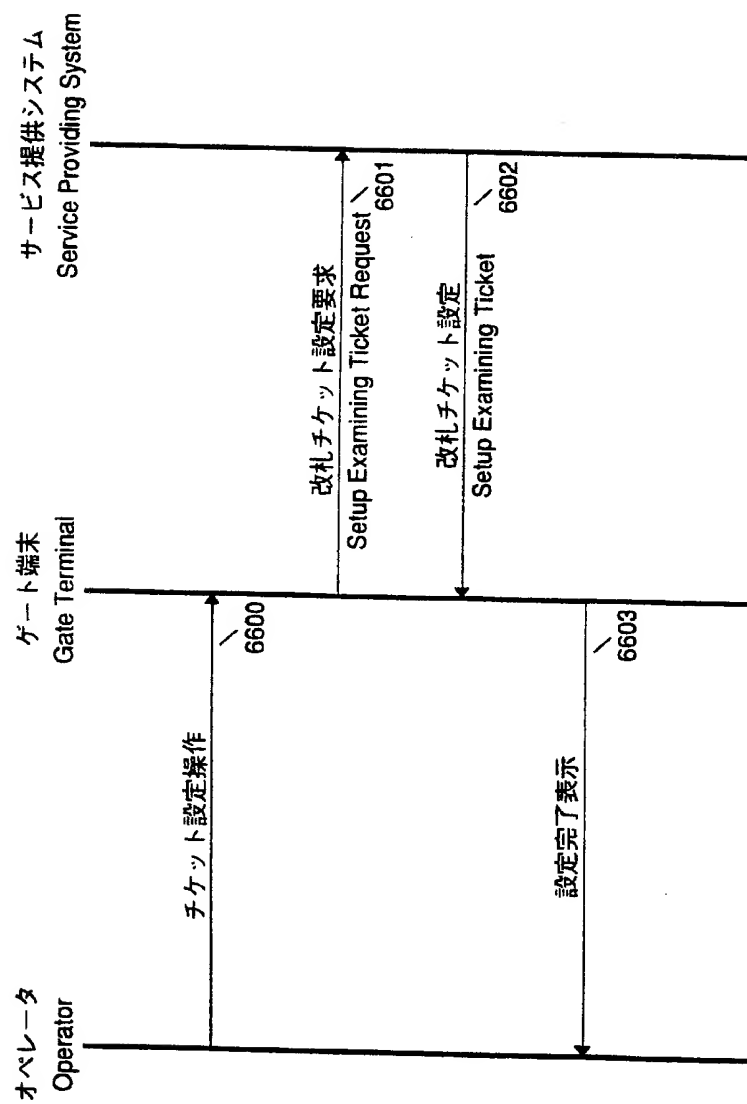 オペレータ
Operator
ゲート端末
Gate Terminal
サービス提供システム
Service Providing System
チケット設定操作
6600
改札チケット設定要求
Setup Examining Ticket Request
6601
改札チケット設定
Setup Examining Ticket
6602
設定完了表示
6603